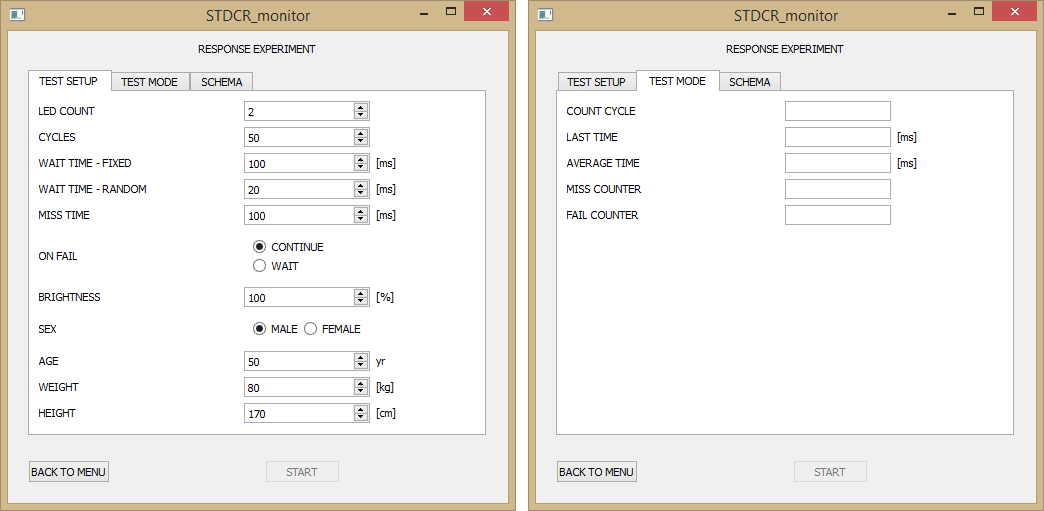 STDCR_monitor
RESPONSE EXPERIMENT
TEST SETUP TEST MODE SCHEMA
LED COUNT 2
CYCLES 50
WAIT TIME - FIXED 100 [ms]
WAIT TIME - RANDOM 20 [ms]
MISS TIME 100 [ms]
ON FAIL CONTINUE
WAIT
BRIGHTNESS 100 [%]
SEX MALE FEMALE
AGE 50 yr
WEIGHT 80 [kg]
HEIGHT 170 [cm]
BACK TO MENU START
STDCR_monitor
RESPONSE EXPERIMENT
TEST SETUP TEST MODE SCHEMA
COUNT CYCLE
LAST TIME [ms]
AVERAGE TIME [ms]
MISS COUNTER
FAIL COUNTER
BACK TO MENU START